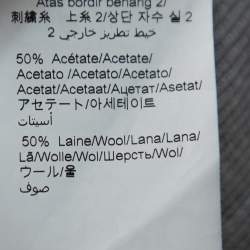 Atas bordir benang 2/
刺繍糸 上糸 2/상단 자수 실 2
خيط تطريز خارجي 2
50% Acétate/Acetate/
Acetato /Acetato/Acetato/
Acetat/Acetaat/Ацетат/Asetat/
アセテート/아세테이트
أسيتات
50% Laine/Wool/Lana/Lana/
Lã/Wolle/Wol/Шерсть/Wol/
ウール/울
صوف